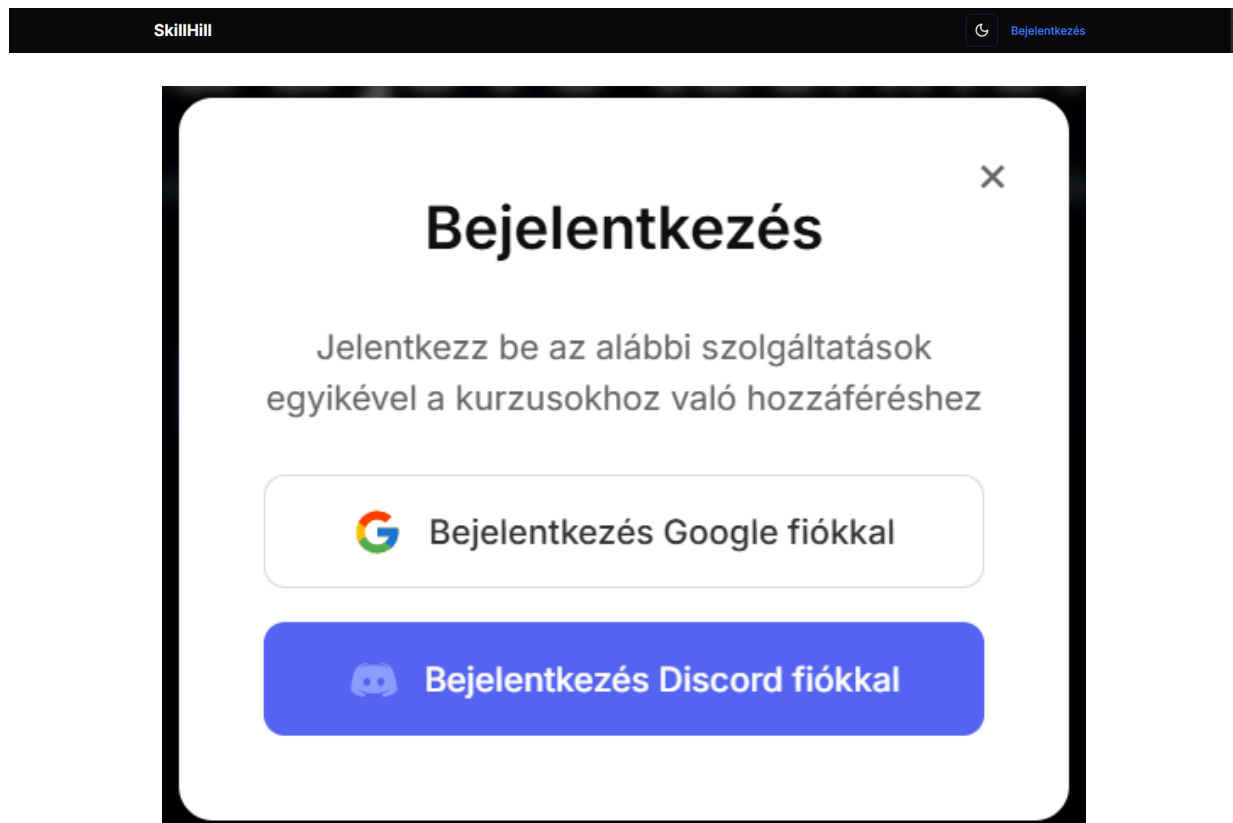 SkillHill
Bejelentkezés
Bejelentkezés
Jelentkezz be az alábbi szolgáltatások
egyikével a kurzusokhoz való hozzáféréshez
Bejelentkezés Google fiókkal
Bejelentkezés Discord fiókkal